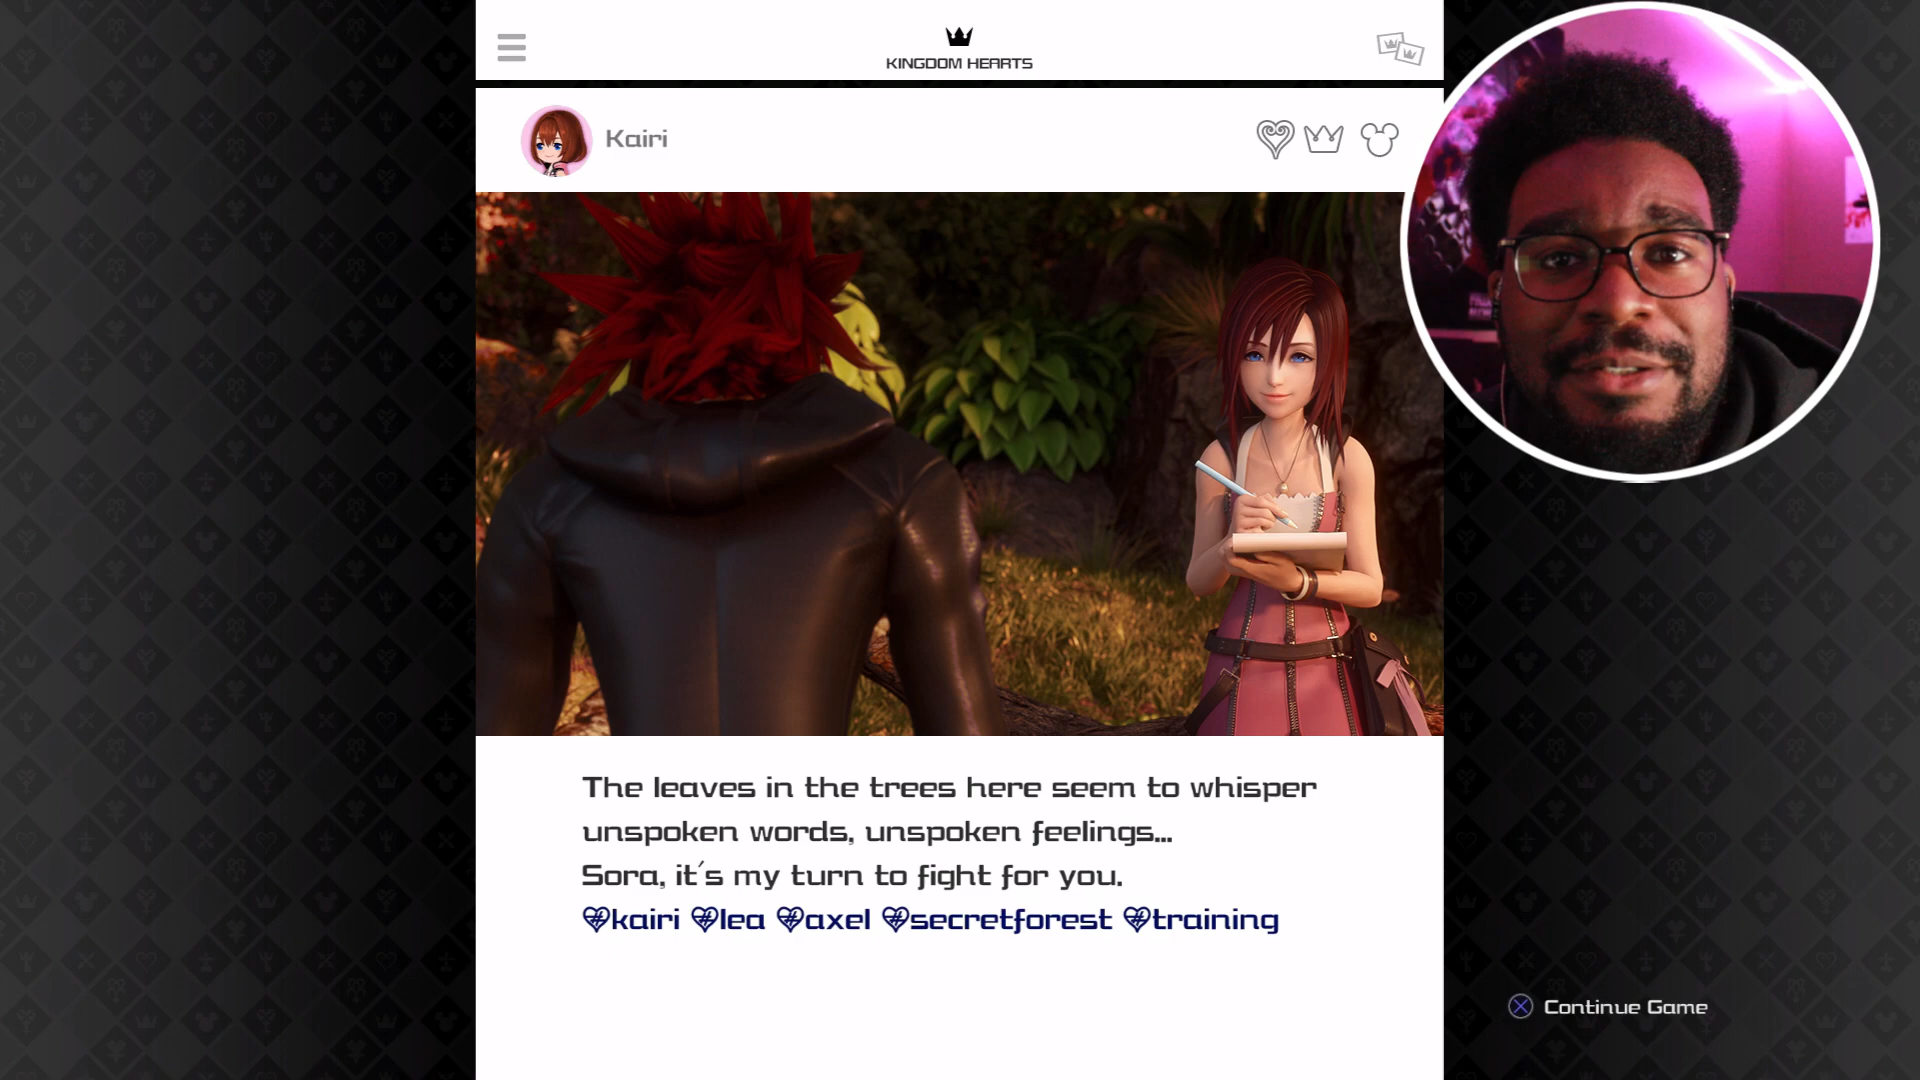 KINGDOM HEARTS
Kairi
The leaves in the trees here seem to whisper
unspoken words, unspoken feelings...
Sora, it's my turn to fight for you.
kairi lea axel secretforest training
Continue Game